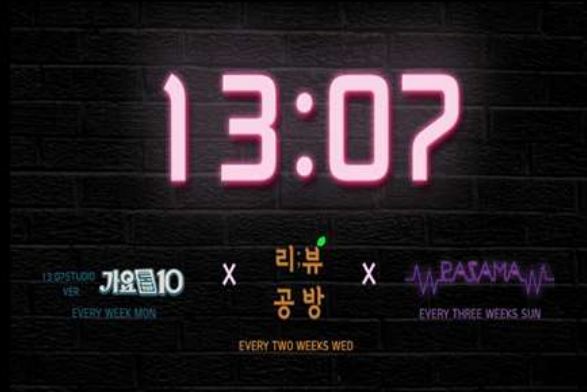 13:07
13:07STUDIO
VER
가요톱10
X
리;뷰
공방
X
PASAMA
EVERY WEEK MON
EVERY TWO WEEKS WED
EVERY THREE WEEKS SUN